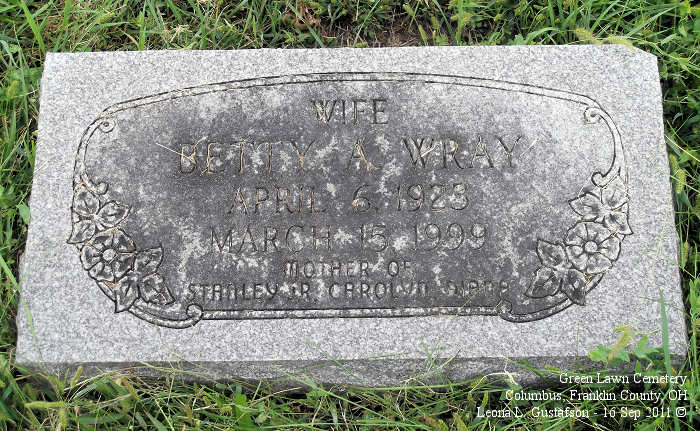 WIFE
BETTY A. WRAY
APRIL 6, 1923
MARCH 15, 1999
MOTHER OF
STANLEY JR. CAROLYN
Green Lawn Cemetery,
Columbus, Franklin County, OH
Leona L. Gustafson - 16 Sep 2011 ©